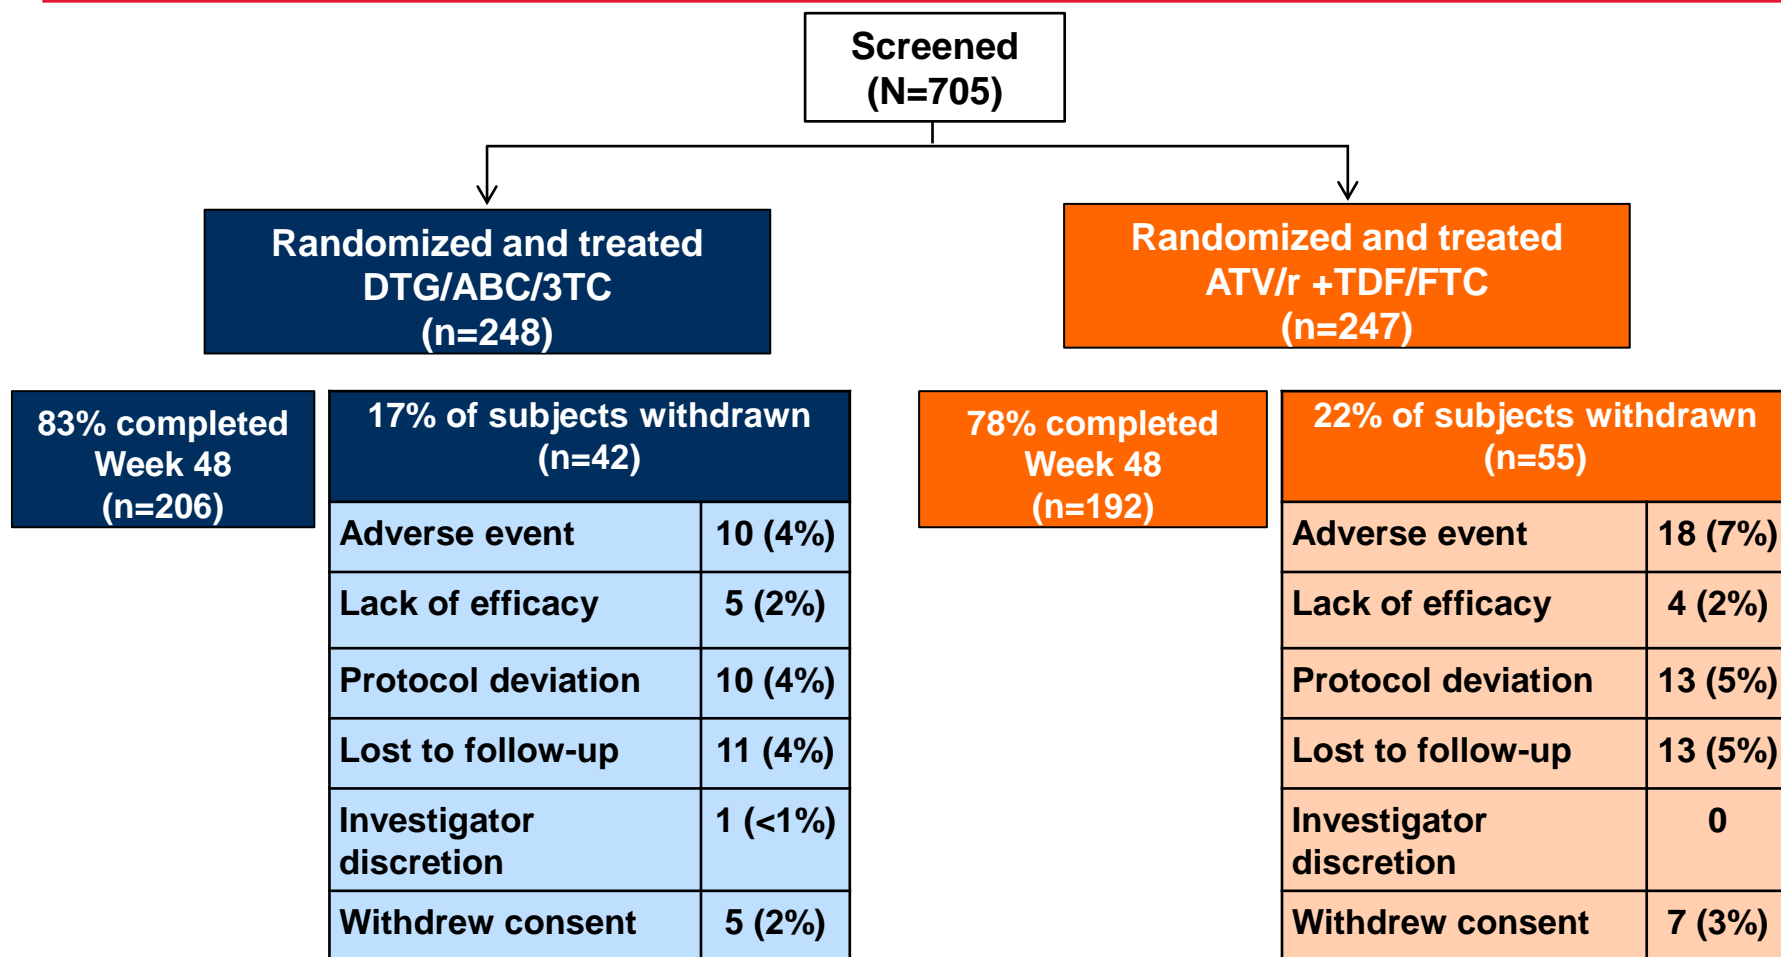 Screened
(N=705)
Randomized and treated
DTG/ABC/3TC
(n=248)
Randomized and treated
ATV/r +TDF/FTC
(n=247)
83% completed
Week 48
(n=206)
17% of subjects withdrawn
(n=42)
Adverse event 10 (4%)
Lack of efficacy 5 (2%)
Protocol deviation 10 (4%)
Lost to follow-up 11 (4%)
Investigator 1 (<1%)
discretion
Withdrew consent 5 (2%)
78% completed
Week 48
(n=192)
22% of subjects withdrawn
(n=55)
Adverse event 18 (7%)
Lack of efficacy 4 (2%)
Protocol deviation 13 (5%)
Lost to follow-up 13 (5%)
Investigator 0
discretion
Withdrew consent 7 (3%)